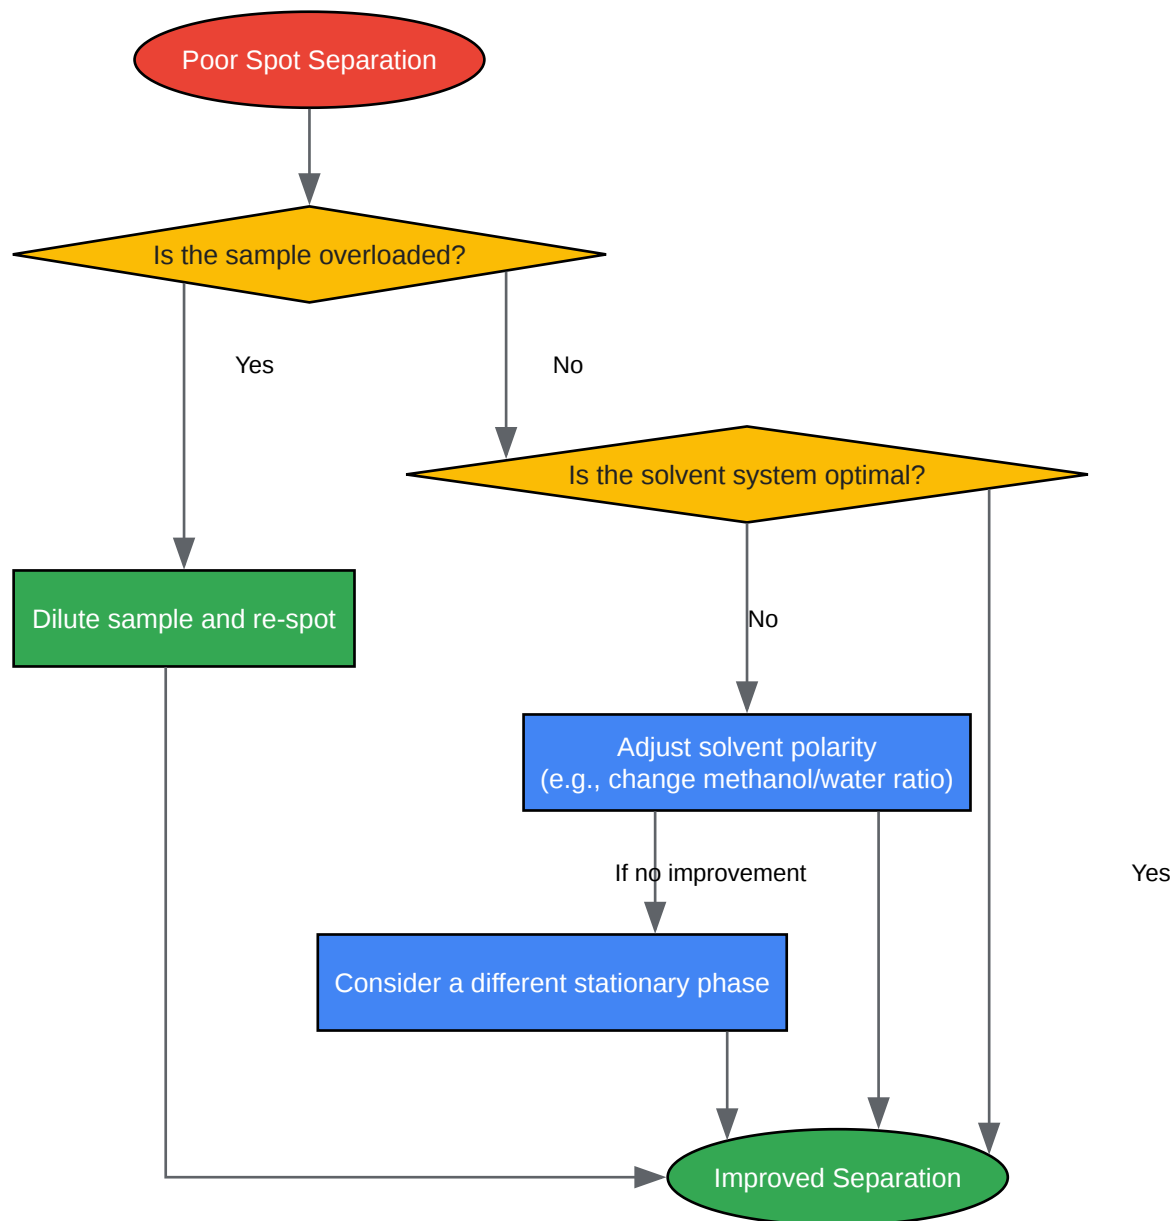 Poor Spot Separation
Is the sample overloaded?
Yes
No
Is the solvent system optimal?
Dilute sample and re-spot
No
Adjust solvent polarity
(e.g., change methanol/water ratio)
If no improvement
Yes
Consider a different stationary phase
Improved Separation